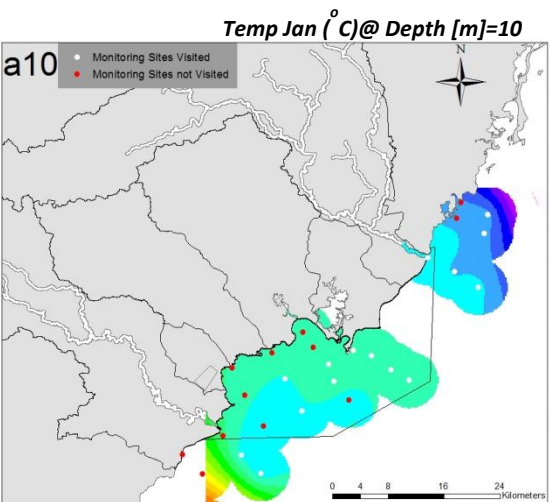 Temp Jan (°C)@ Depth [m]=10
a10
Monitoring Sites Visited
Monitoring Sites not Visited
N
0 4 8 16 24
Kilometers